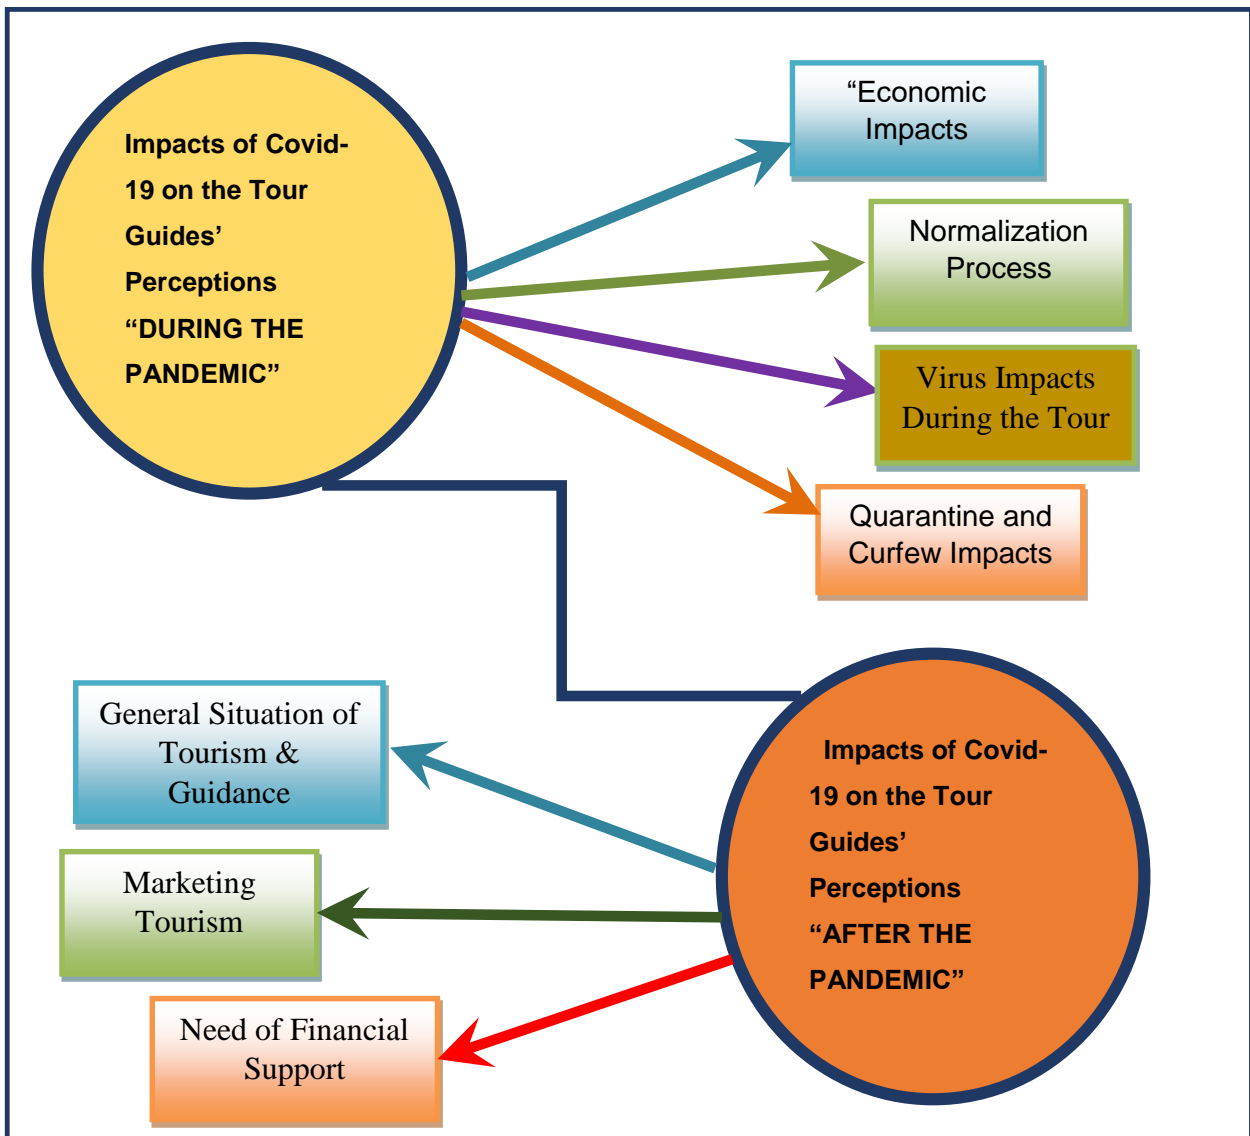 Impacts of Covid-
19 on the Tour
Guides’
Perceptions
“DURING THE
PANDEMIC”
“Economic
Impacts
Normalization
Process
Virus Impacts
During the Tour
Quarantine and
Curfew Impacts
General Situation of
Tourism &
Guidance
Marketing
Tourism
Need of Financial
Support
Impacts of Covid-
19 on the Tour
Guides’
Perceptions
“AFTER THE
PANDEMIC”